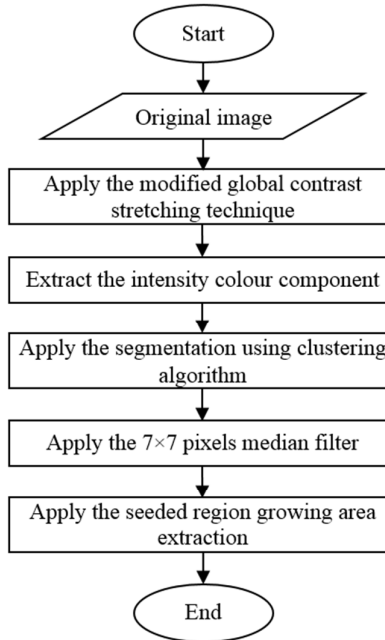 Start
Original image
Apply the modified global contrast
stretching technique
Extract the intensity colour component
Apply the segmentation using clustering
algorithm
Apply the 7×7 pixels median filter
Apply the seeded region growing area
extraction
End